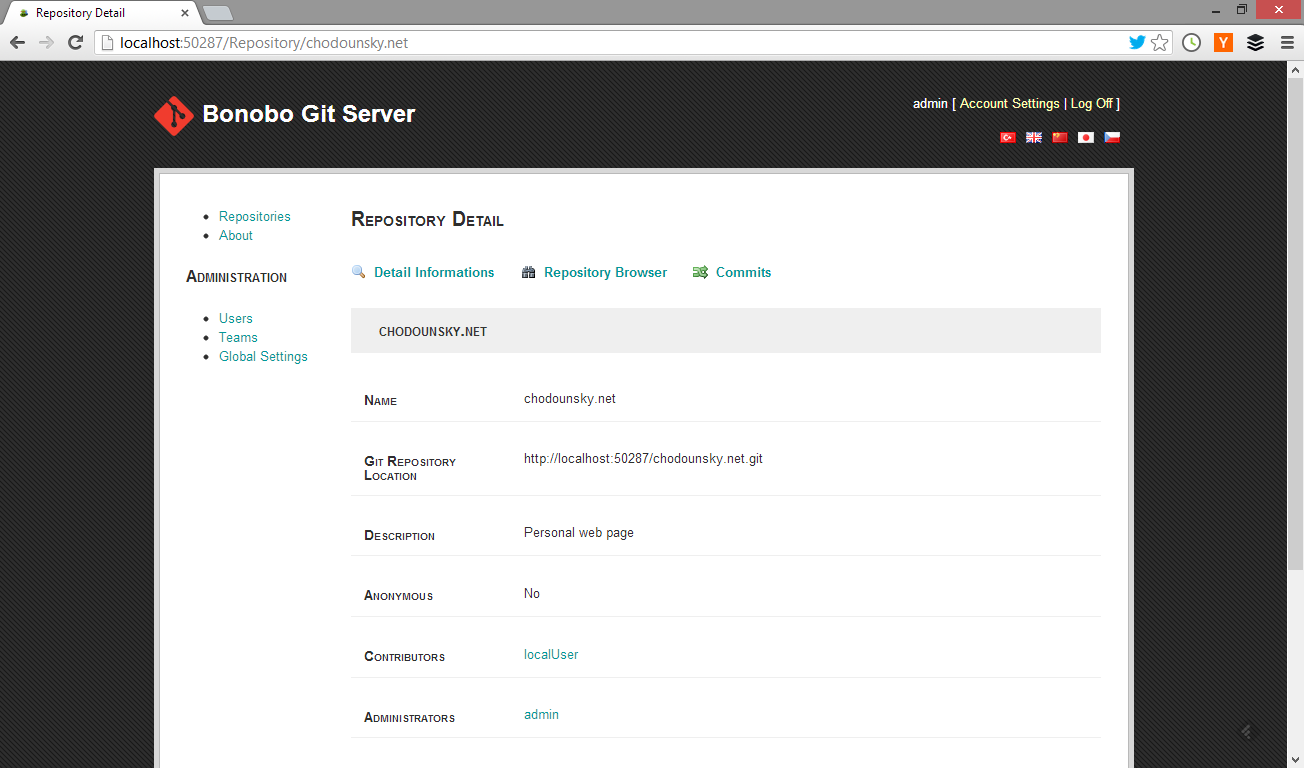 Repository Detail
localhost:50287/Repository/chodounsky.net
Y
Bonobo Git Server
admin [ Account Settings | Log Off ]
Repositories
About
Administration
Users
Teams
Global Settings
Repository Detail
Detail Informations
Repository Browser
Commits
CHODOUNSKY.NET
Name
chodounsky.net
Git Repository
Location
http://localhost:50287/chodounsky.net.git
Description
Personal web page
Anonymous
No
Contributors
localUser
Administrators
admin